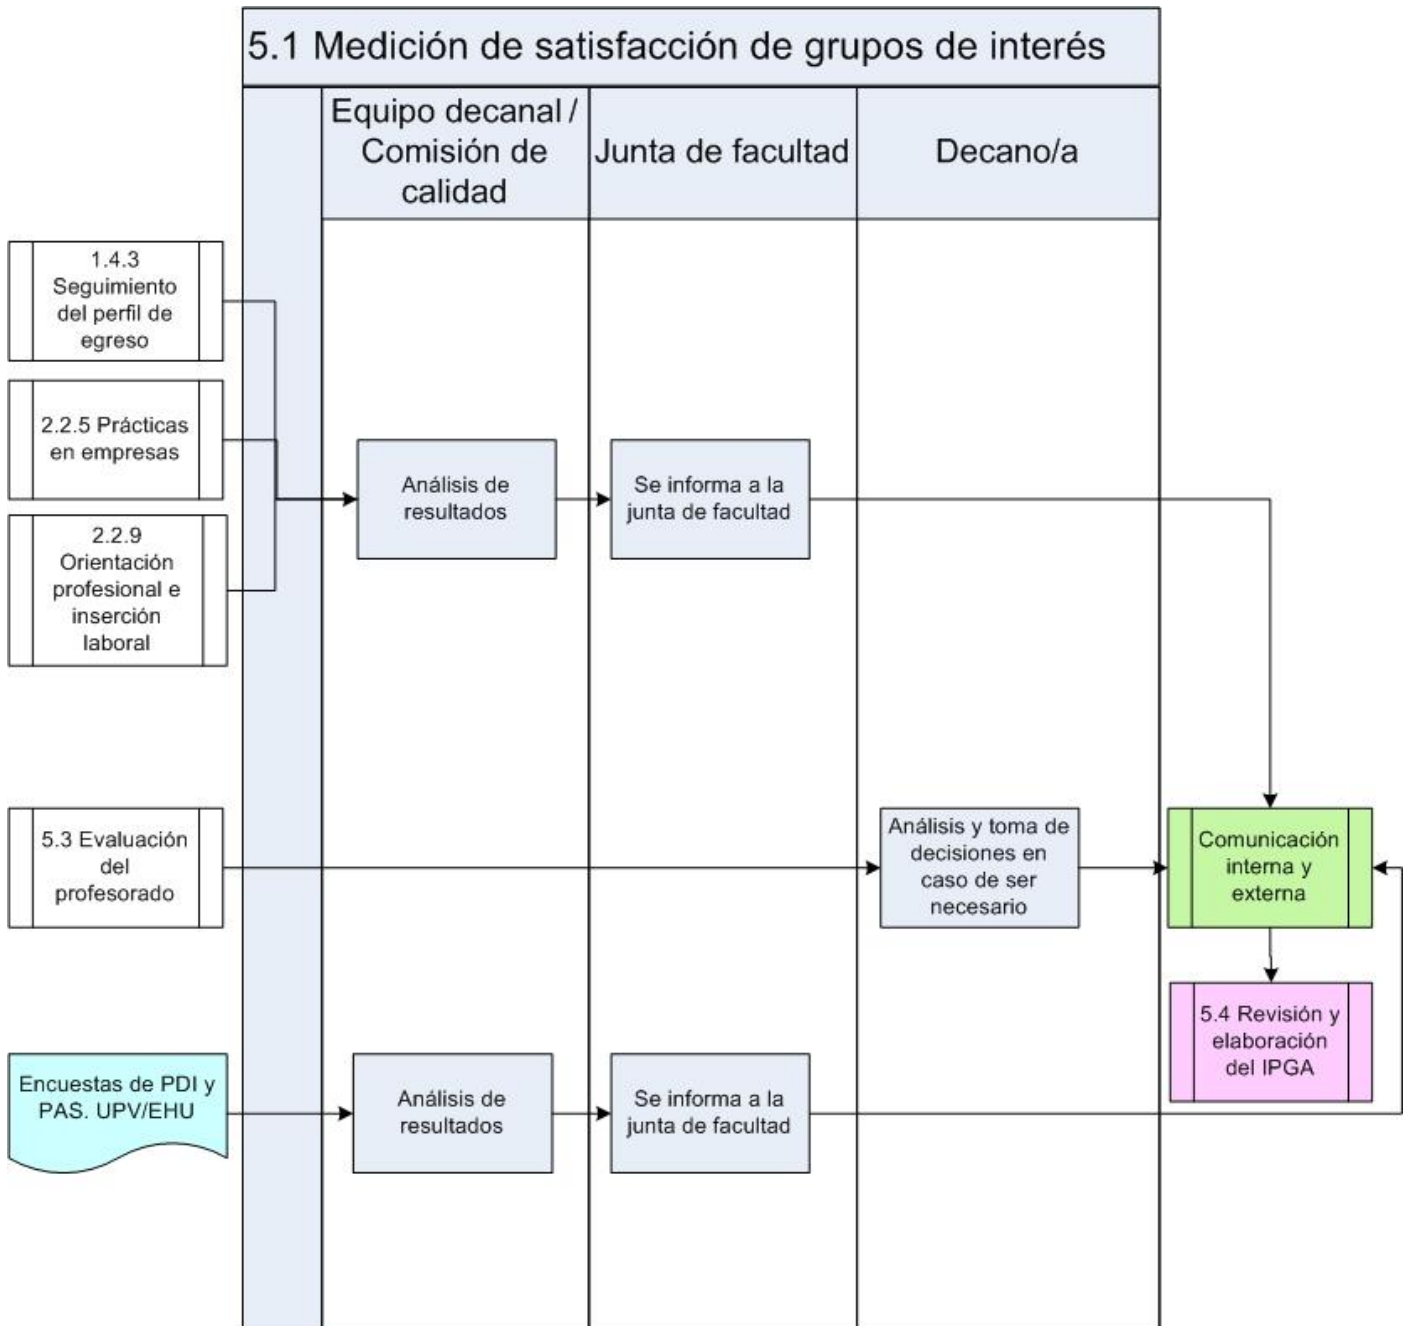 5.1 Medición de satisfacción de grupos de interés
Equipo decanal /
Comisión de
calidad
Junta de facultad
Decano/a
1.4.3
Seguimiento
del perfil de
egreso
2.2.5 Prácticas
en empresas
2.2.9
Orientación
profesional e
inserción
laboral
Análisis de
resultados
Se informa a la
junta de facultad
5.3 Evaluación
del
profesorado
Análisis y toma de
decisiones en
caso de ser
necesario
Comunicación
interna y
externa
5.4 Revisión y
elaboración
del IPGA
Encuestas de PDI y
PAS. UPV/EHU
Análisis de
resultados
Se informa a la
junta de facultad